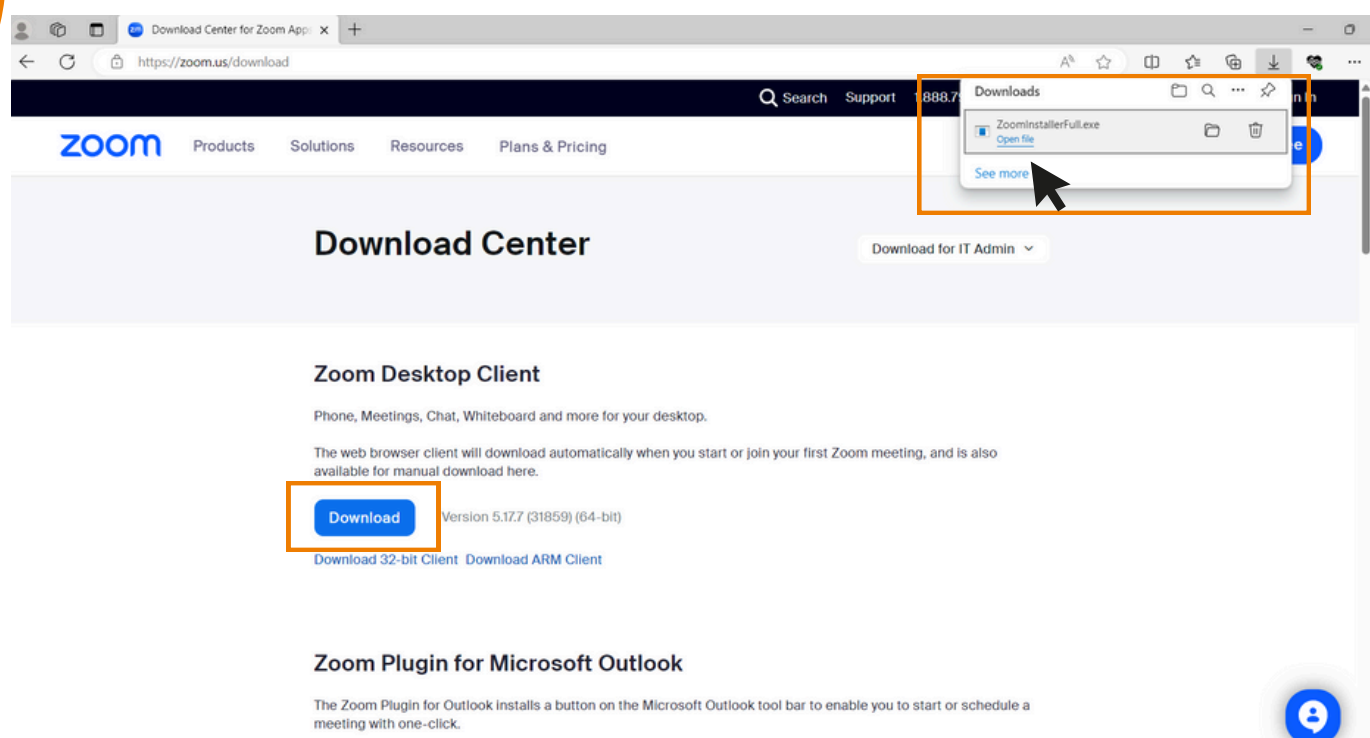 Download Center for Zoom App
https://zoom.us/download
Search Support 1.888.7
n In
Downloads
ZoomInstallerFull.exe
Open file
See more
zoom Products Solutions Resources Plans & Pricing
Download Center
Download for IT Admin
Zoom Desktop Client
Phone, Meetings, Chat, Whiteboard and more for your desktop.
The web browser client will download automatically when you start or join your first Zoom meeting, and is also
available for manual download here.
Download Version 5.17.7 (31859) (64-bit)
Download 32-bit Client Download ARM Client
Zoom Plugin for Microsoft Outlook
The Zoom Plugin for Outlook installs a button on the Microsoft Outlook tool bar to enable you to start or schedule a
meeting with one-click.